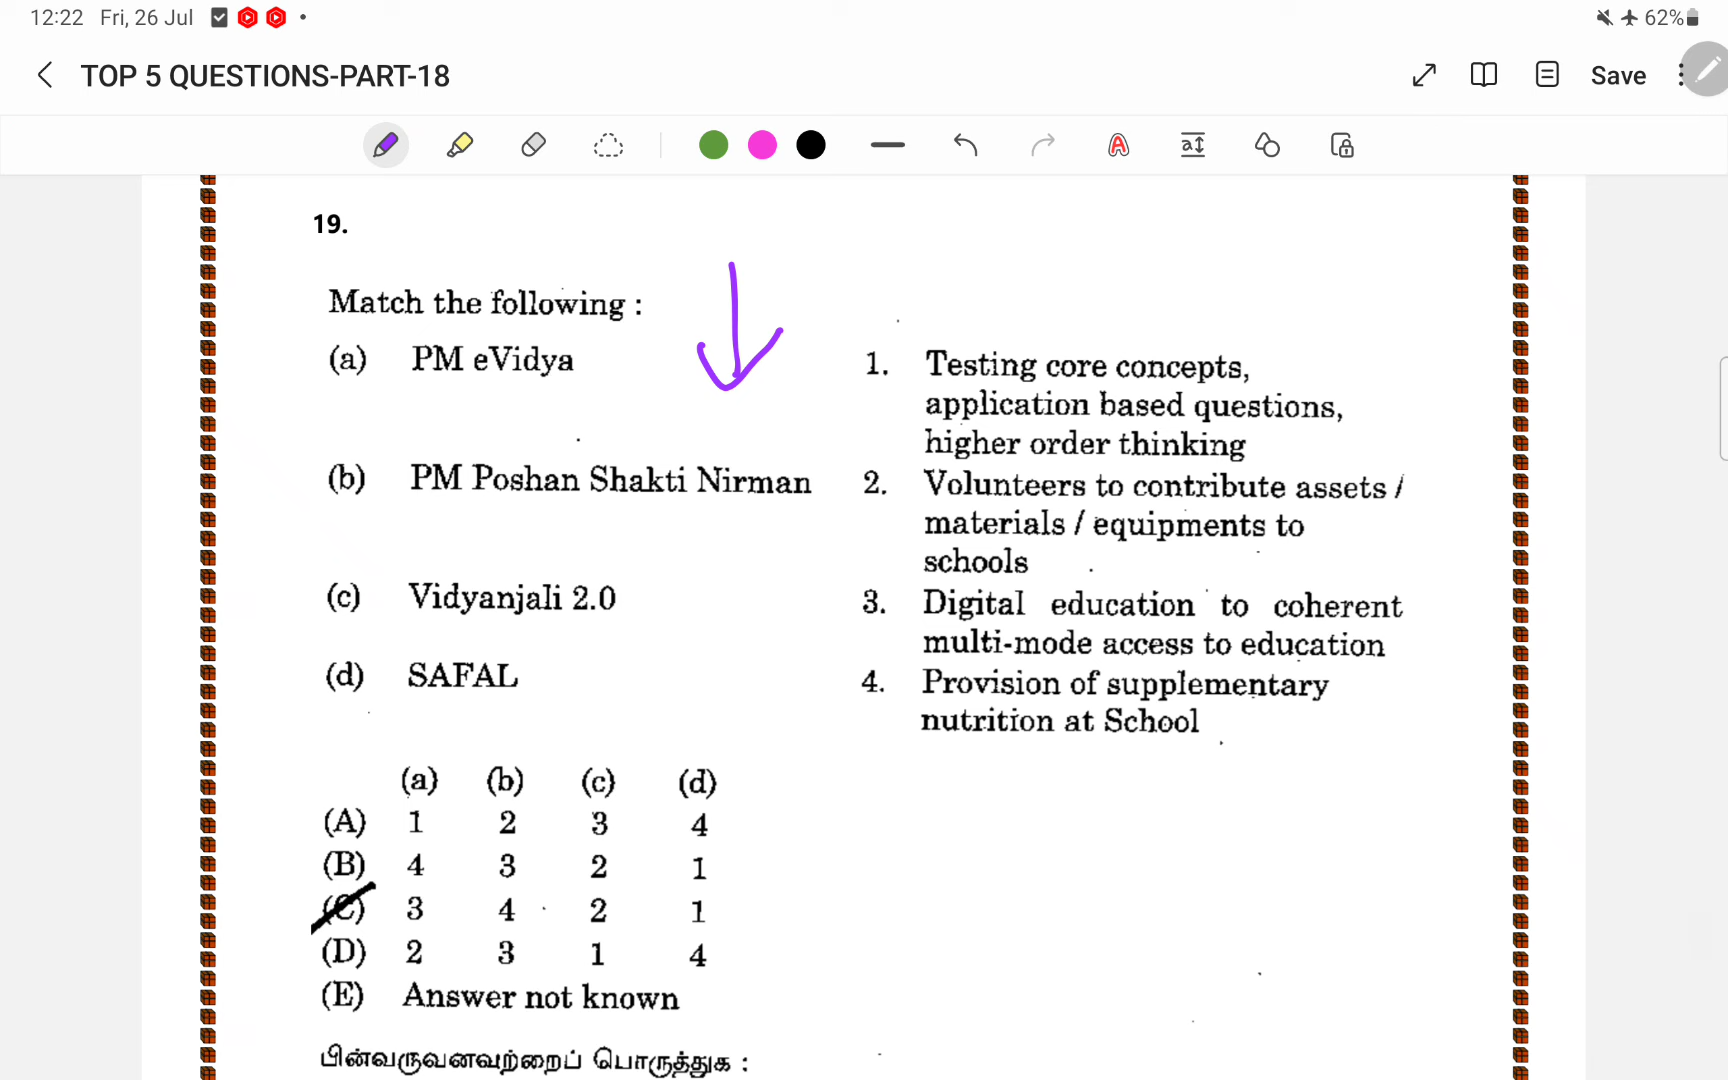 12:22 Fri, 26 Jul 62%
TOP 5 QUESTIONS-PART-18 Save
19.
Match the following :
(a) PM eVidya 1. Testing core concepts,
application based questions,
higher order thinking
(b) PM Poshan Shakti Nirman 2. Volunteers to contribute assets /
materials / equipments to
schools
(c) Vidyanjali 2.0 3. Digital education to coherent
multi-mode access to education
(d) SAFAL 4. Provision of supplementary
nutrition at School
(a) (b) (c) (d)
(A) 1 2 3 4
(B) 4 3 2 1
(C) 3 4 2 1
(D) 2 3 1 4
(E) Answer not known
பின்வருவனவற்றைப் பொருத்துக :